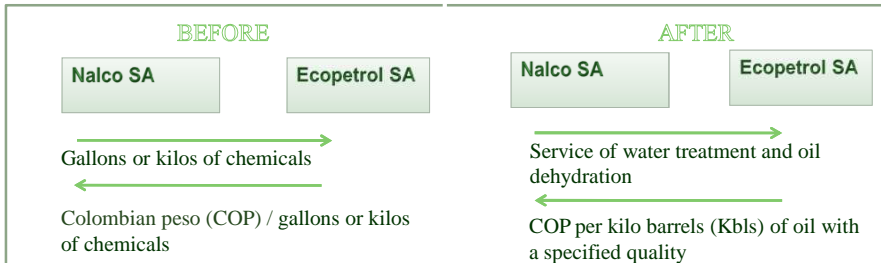 BEFORE
Nalco SA
Ecopetrol SA
Gallons or kilos of chemicals
Colombian peso (COP) / gallons or kilos
of chemicals
AFTER
Nalco SA
Ecopetrol SA
Service of water treatment and oil
dehydration
COP per kilo barrels (Kbls) of oil with
a specified quality